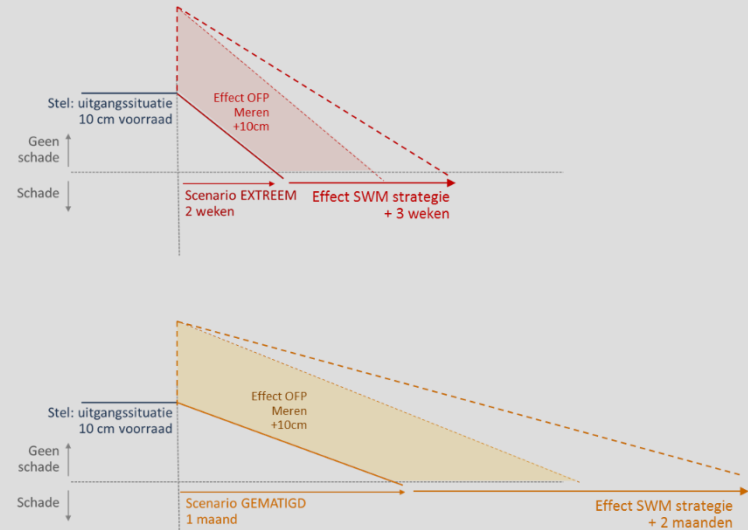 Effect OFP
Meren
+10cm
Stel: uitgangssituatie
10 cm voorraad
Geen
schade
Schade
Scenario EXTREEM
2 weken
Effect SWM strategie
+ 3 weken
Effect OFP
Meren
+10cm
Stel: uitgangssituatie
10 cm voorraad
Geen
schade
Schade
Scenario GEMATIGD
1 maand
Effect SWM strategie
+ 2 maanden